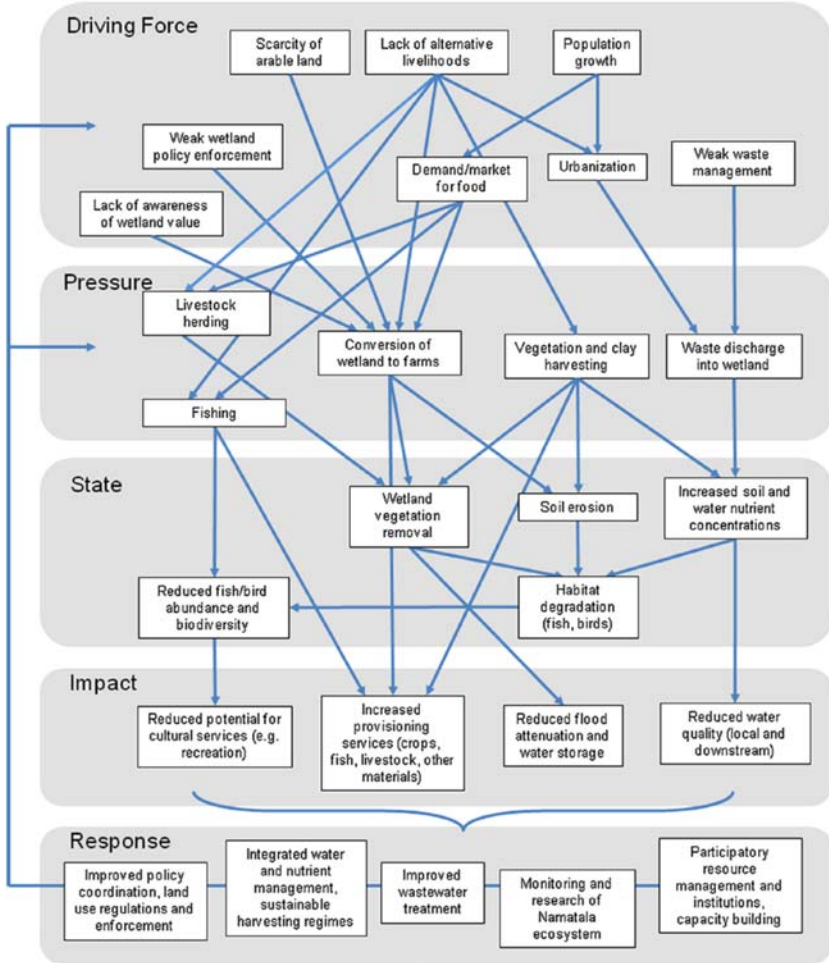 Driving Force
Scarcity of
arable land
Lack of alternative
livelihoods
Population
growth
Weak wetland
policy enforcement
Demand/market
for food
Urbanization
Weak waste
management
Lack of awareness
of wetland value
Pressure
Livestock
herding
Conversion of
wetland to farms
Vegetation and clay
harvesting
Waste discharge
into wetland
Fishing
State
Wetland
vegetation
removal
Soil erosion
Increased soil and
water nutrient
concentrations
Reduced fish/bird
abundance and
biodiversity
Habitat
degradation
(fish, birds)
Impact
Reduced potential for
cultural services (e.g.
recreation)
Increased
provisioning
services (crops,
fish, livestock, other
materials)
Reduced flood
attenuation and
water storage
Reduced water
quality (local and
downstream)
Response
Improved policy
coordination, land
use regulations and
enforcement
Integrated water
and nutrient
management,
sustainable
harvesting regimes
Improved
wastewater
treatment
Monitoring and
research of
Namatala
ecosystem
Participatory
resource
management and
institutions,
capacity building